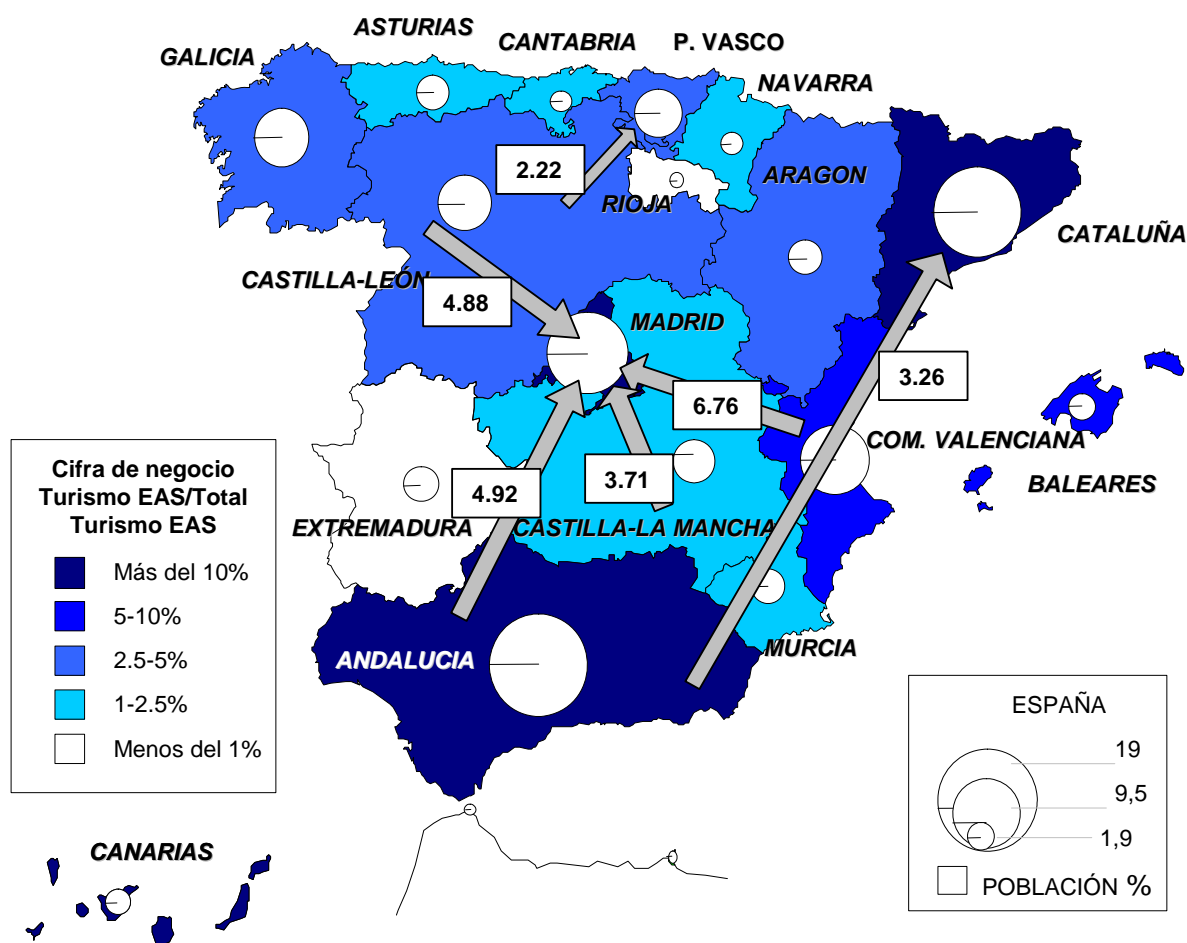 ASTURIAS
CANTABRIA
P. VASCO
GALICIA
NAVARRA
2.22
ARAGON
RIOJA
CATALUÑA
CASTILLA-LEÓN
4.88
MADRID
3.26
6.76
COM. VALENCIANA
BALEARES
4.92
3.71
EXTREMADURA
CASTILLA-LA MANCHA
MURCIA
ANDALUCIA
CANARIAS
Cifra de negocio
Turismo EAS/Total
Turismo EAS
Más del 10%
5-10%
2.5-5%
1-2.5%
Menos del 1%
ESPAÑA
19
9,5
1,9
POBLACIÓN %